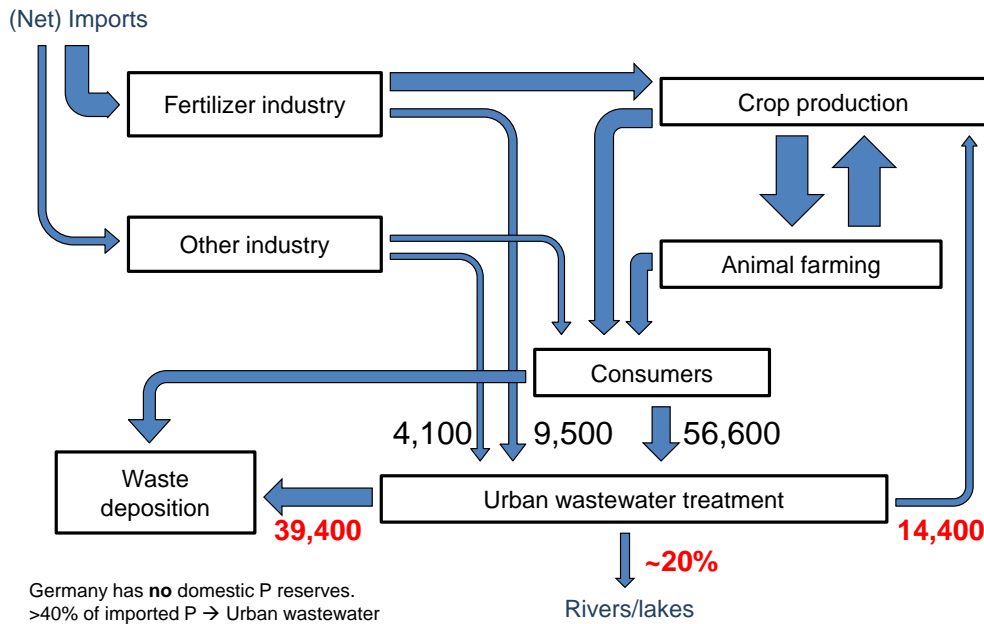 (Net) Imports
Fertilizer industry
Crop production
Other industry
Animal farming
Consumers
4,100
9,500
56,600
Waste
deposition
Urban wastewater treatment
39,400
14,400
~20%
Germany has no domestic P reserves.
>40% of imported P → Urban wastewater
Rivers/lakes